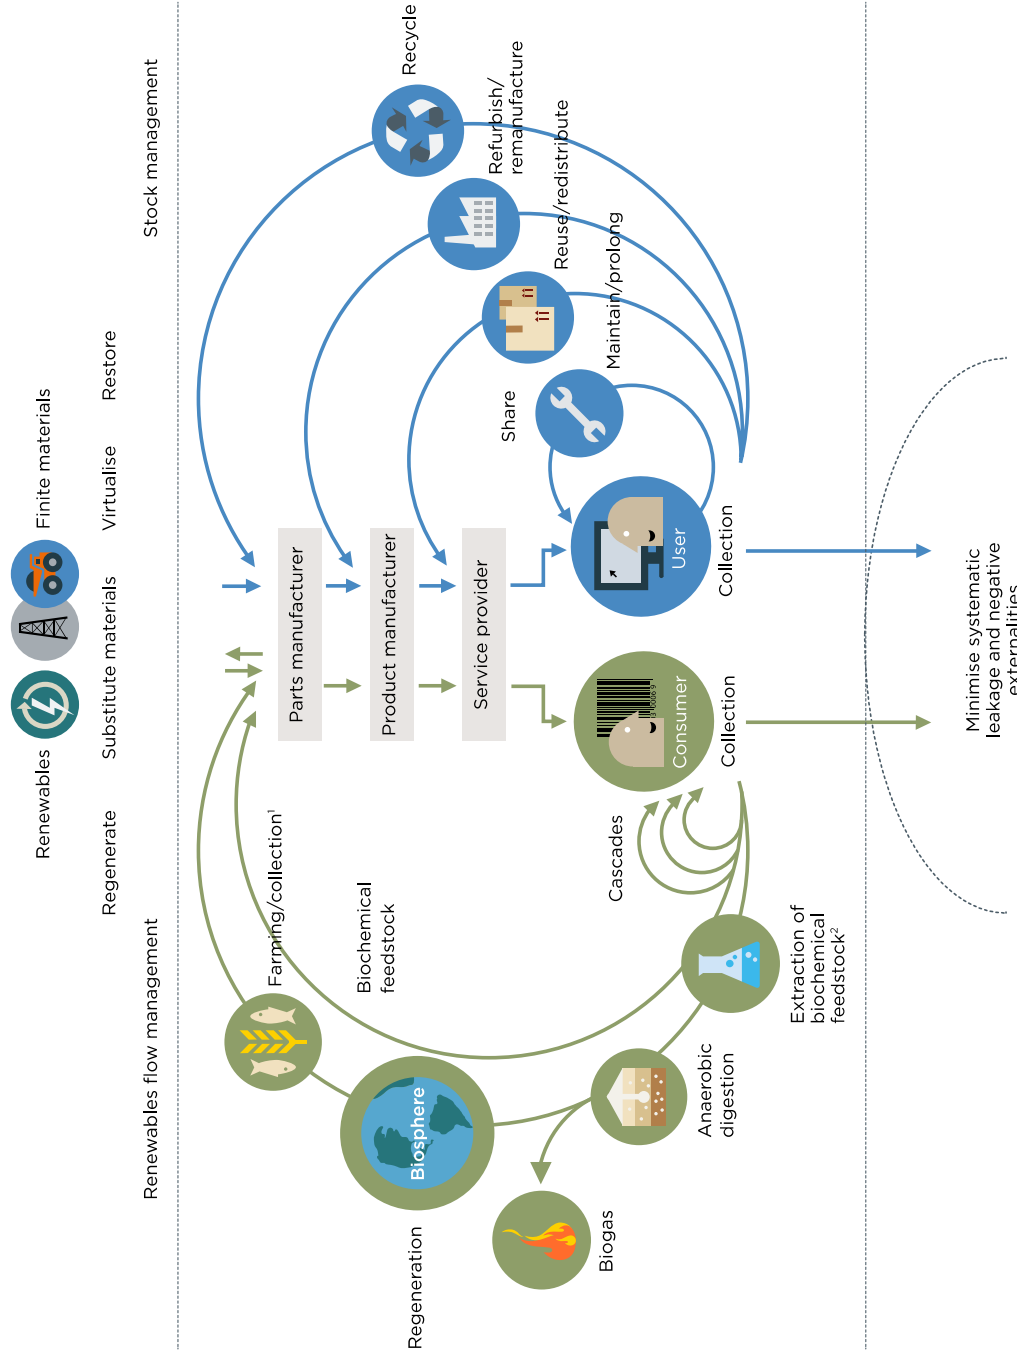 Renewables
Finite materials
Regenerate
Substitute materials
Virtualise
Restore
Renewables flow management
Stock management
Farming/collection¹
Biochemical
feedstock
Regeneration
Biosphere
Biogas
Anaerobic
digestion
Extraction of
biochemical
feedstock²
Cascades
Parts manufacturer
Product manufacturer
Service provider
Consumer
Collection
User
Collection
Share
Maintain/prolong
Reuse/redistribute
Refurbish/
remanufacture
Recycle
Minimise systematic
leakage and negative
externalities